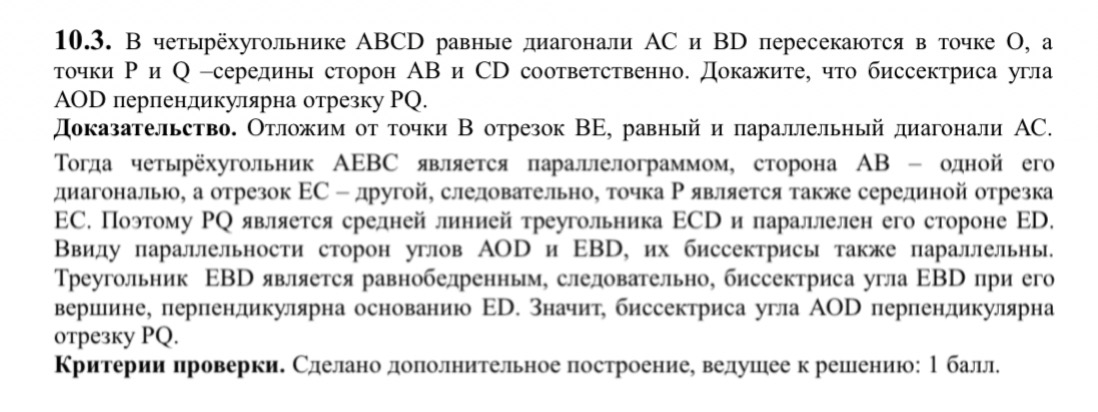 10.3. В четырёхугольнике ABCD равные диагонали AC и BD пересекаются в точке O, а
точки P и Q –середины сторон AB и CD соответственно. Докажите, что биссектриса угла
AOD перпендикулярна отрезку PQ.
Доказательство. Отложим от точки B отрезок BE, равный и параллельный диагонали AC.
Тогда четырёхугольник AEBC является параллелограммом, сторона AB – одной его
диагональю, а отрезок EC – другой, следовательно, точка P является также серединой отрезка
EC. Поэтому PQ является средней линией треугольника ECD и параллелен его стороне ED.
Ввиду параллельности сторон углов AOD и EBD, их биссектрисы также параллельны.
Треугольник EBD является равнобедренным, следовательно, биссектриса угла EBD при его
вершине, перпендикулярна основанию ED. Значит, биссектриса угла AOD перпендикулярна
отрезку PQ.
Критерии проверки. Сделано дополнительное построение, ведущее к решению: 1 балл.